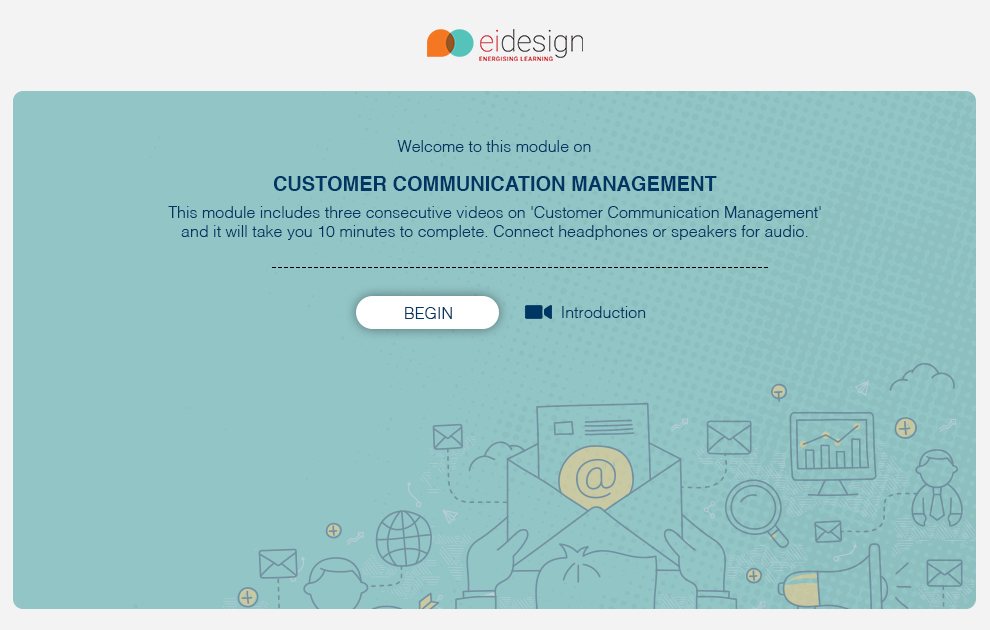 eidesign
ENERGISING LEARNING
Welcome to this module on
CUSTOMER COMMUNICATION MANAGEMENT
This module includes three consecutive videos on 'Customer Communication Management'
and it will take you 10 minutes to complete. Connect headphones or speakers for audio.
BEGIN
Introduction
@